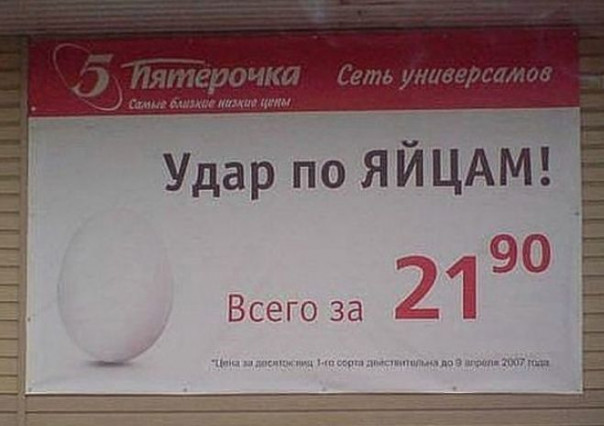 5 Пятёрочка Сеть универсамов
Самые близкие низкие цены
Удар по ЯЙЦАМ!
Всего за 21 90
*Цена за десяток яиц 1-го сорта действительна до 9 апреля 2007 года.